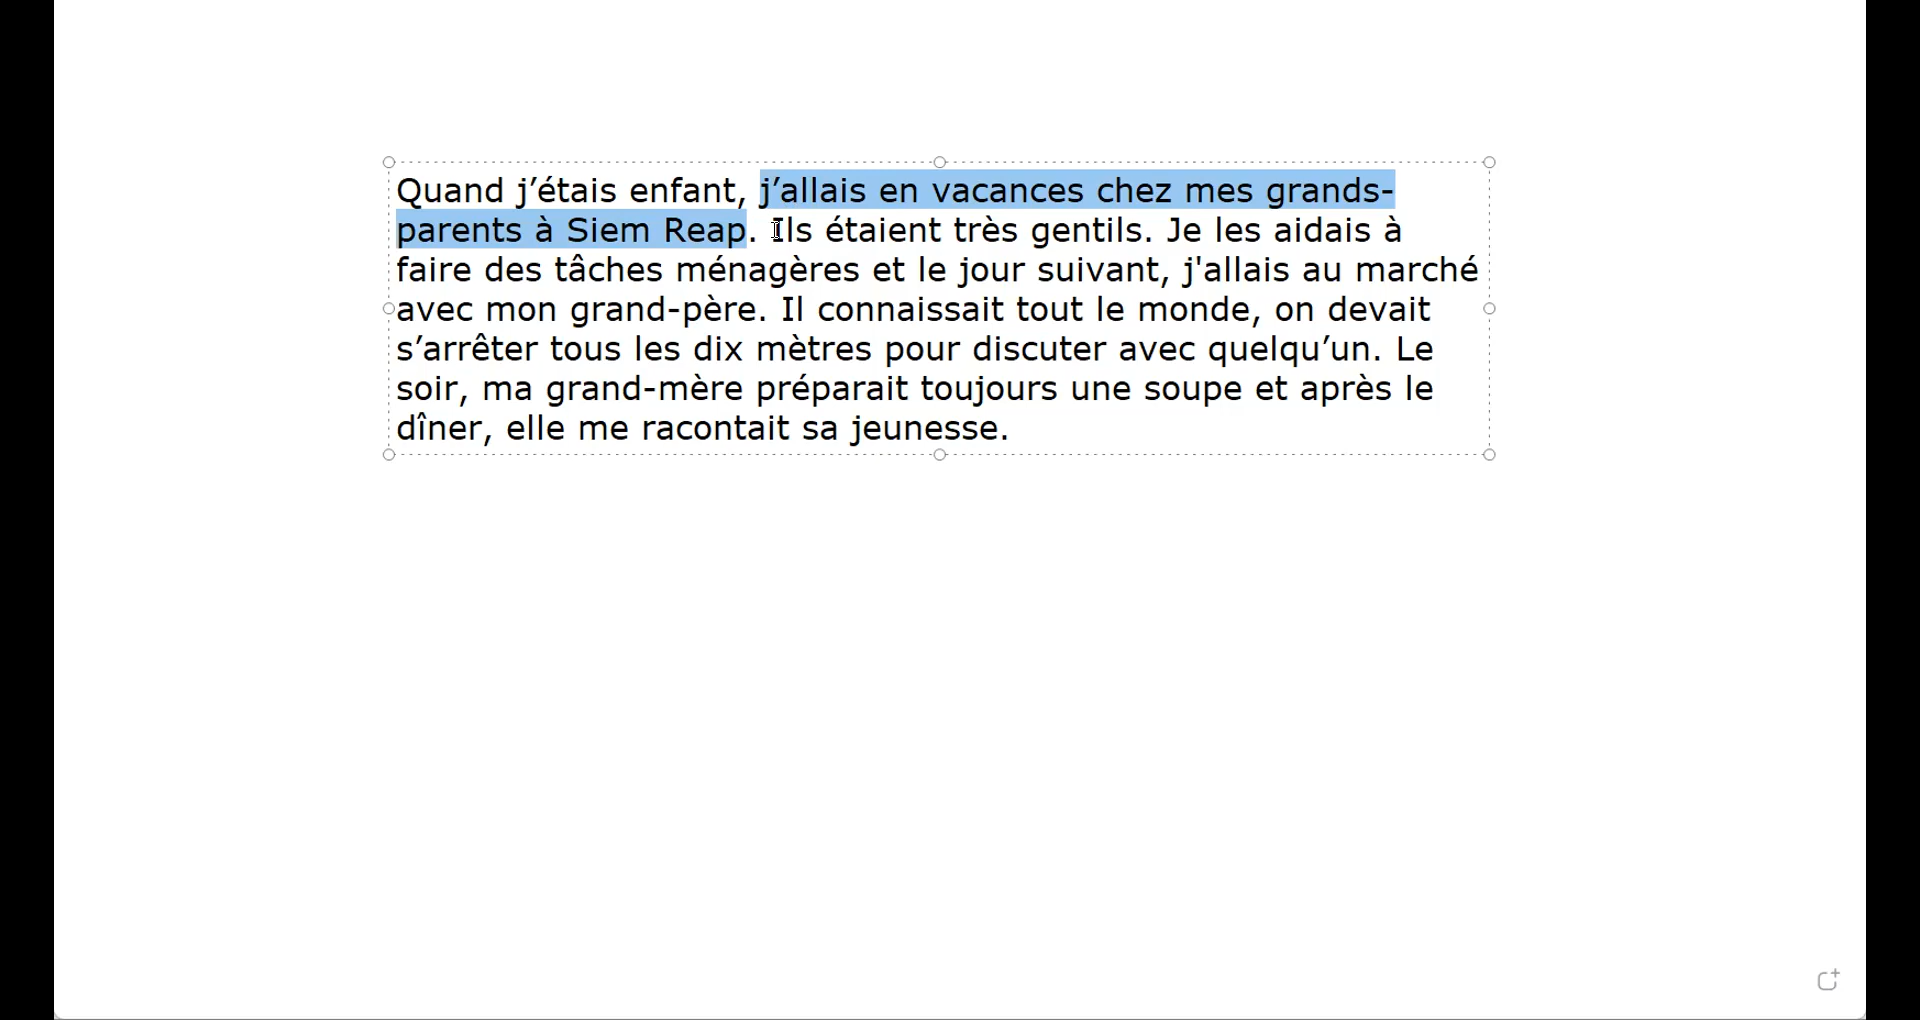 Quand j’étais enfant, j’allais en vacances chez mes grands-
parents à Siem Reap. Ils étaient très gentils. Je les aidais à
faire des tâches ménagères et le jour suivant, j'allais au marché
avec mon grand-père. Il connaissait tout le monde, on devait
s’arrêter tous les dix mètres pour discuter avec quelqu’un. Le
soir, ma grand-mère préparait toujours une soupe et après le
dîner, elle me racontait sa jeunesse.